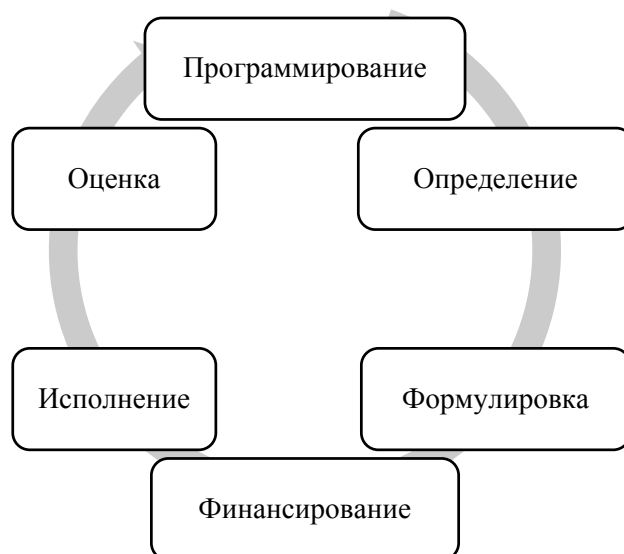 Программирование
Оценка
Определение
Исполнение
Формулировка
Финансирование